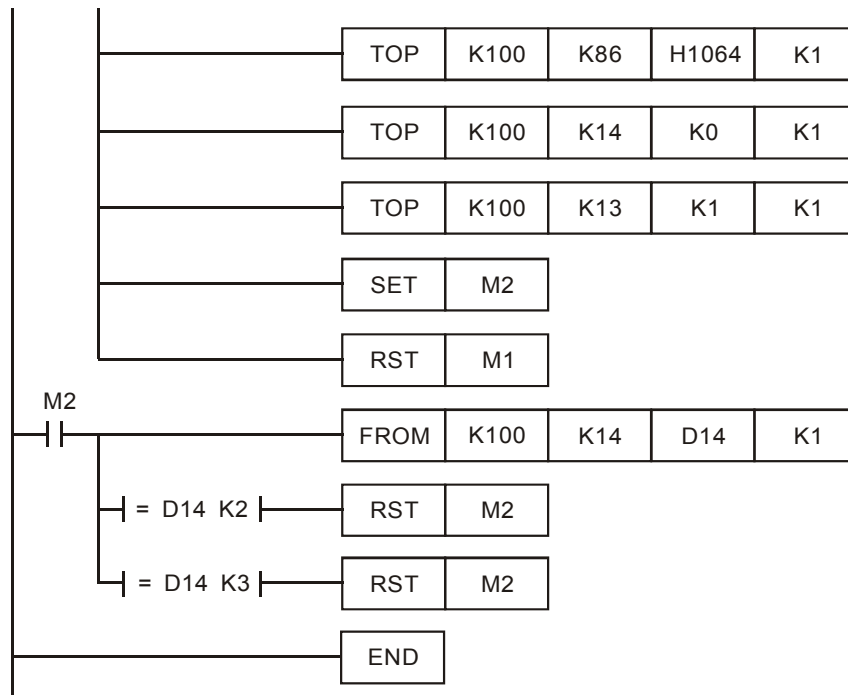 TOP K100 K86 H1064 K1
TOP K100 K14 K0 K1
TOP K100 K13 K1 K1
SET M2
RST M1
M2
FROM K100 K14 D14 K1
= D14 K2 RST M2
= D14 K3 RST M2
END